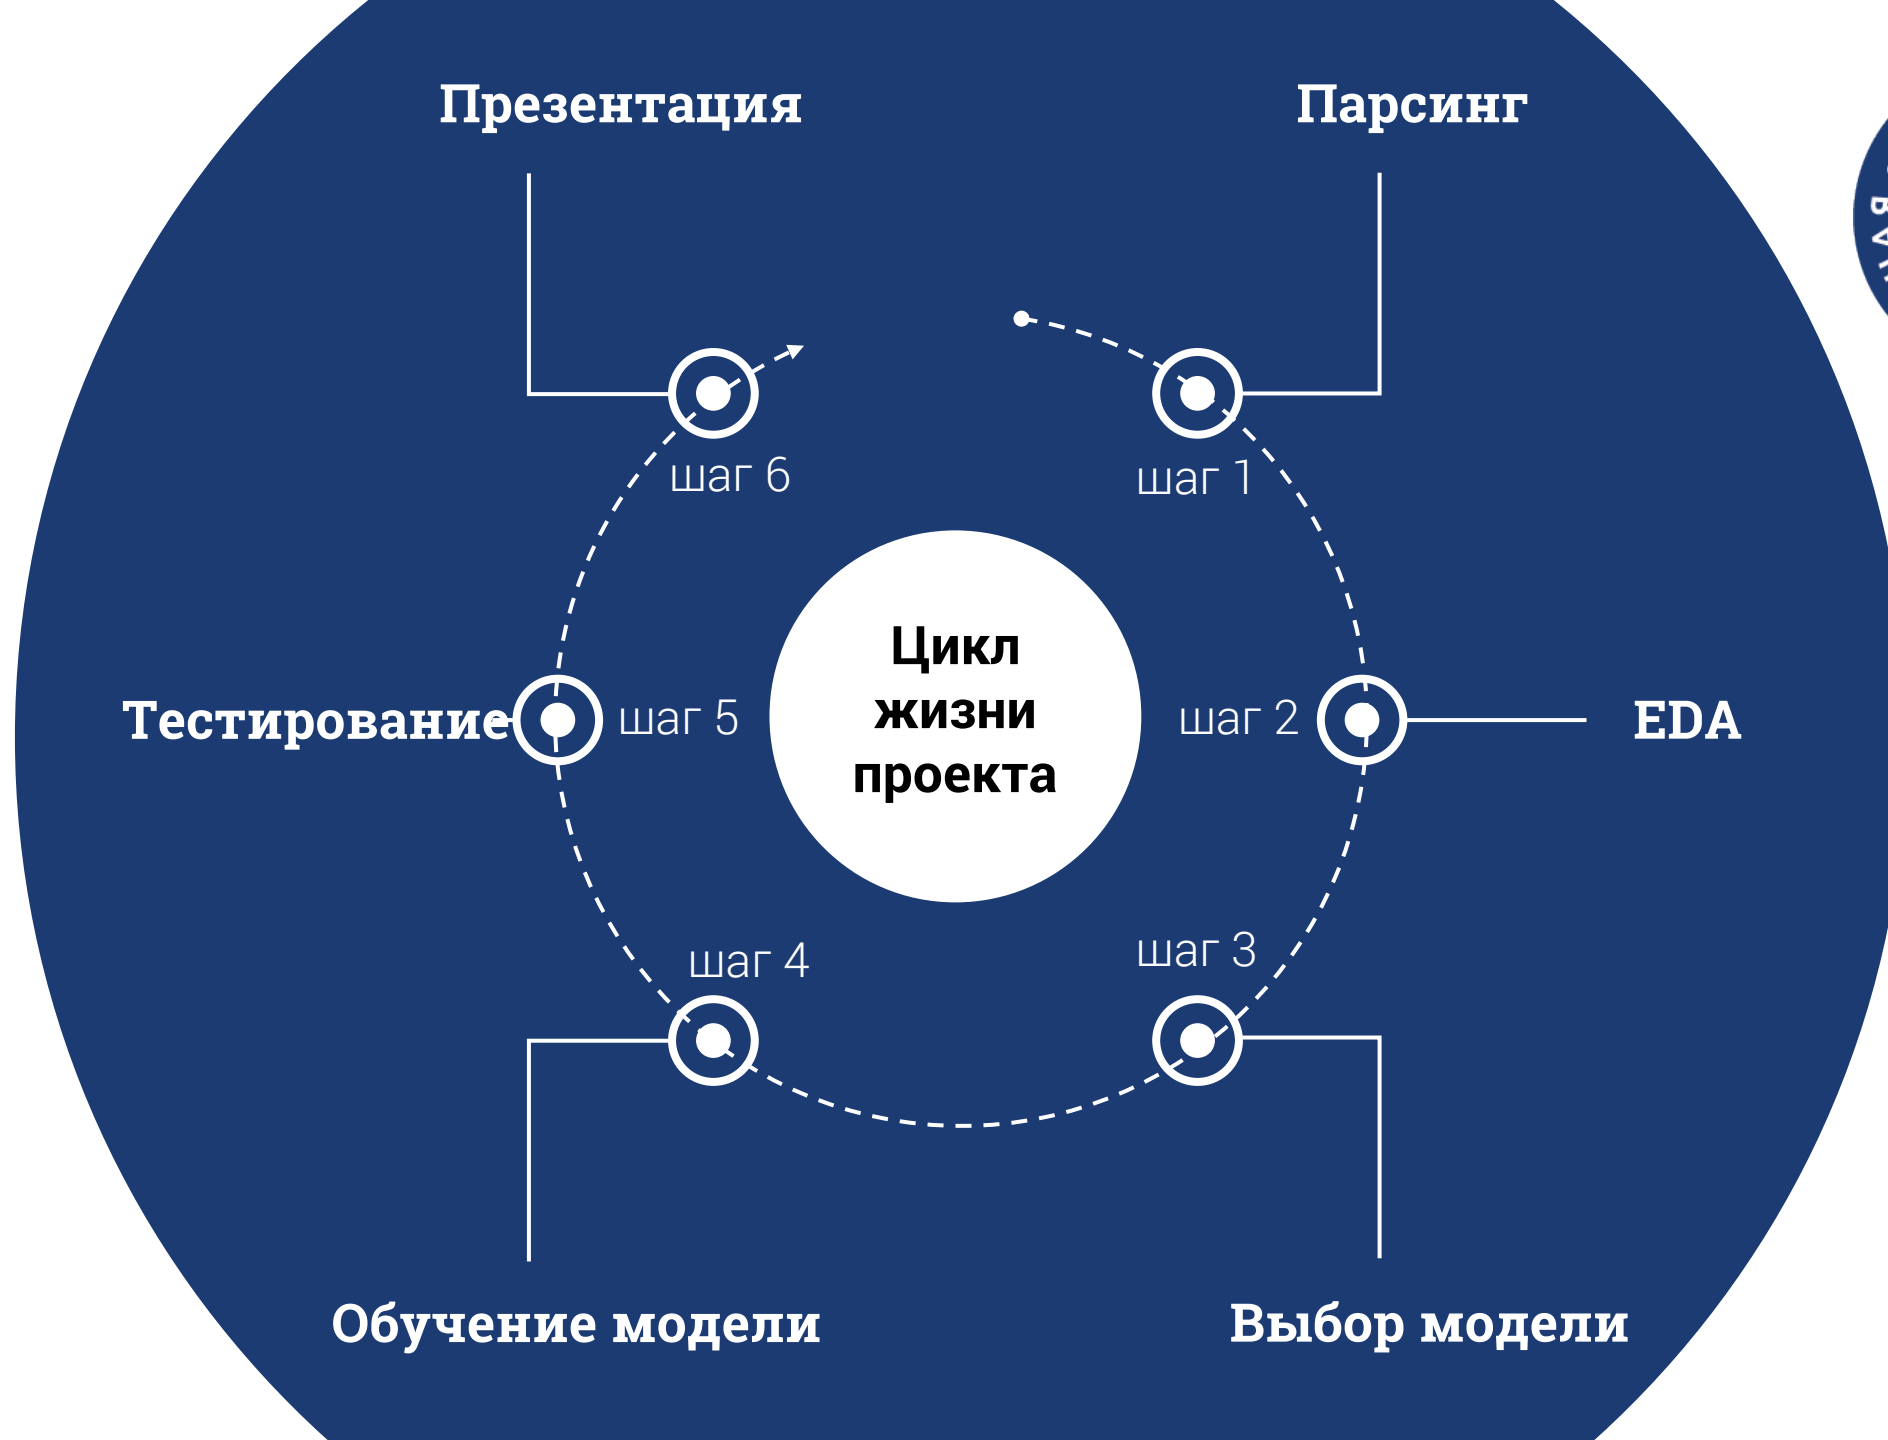 Презентация
Парсинг
шаг 6
шаг 1
Цикл
жизни
проекта
Тестирование
шаг 5
шаг 2
EDA
шаг 4
шаг 3
Обучение модели
Выбор модели